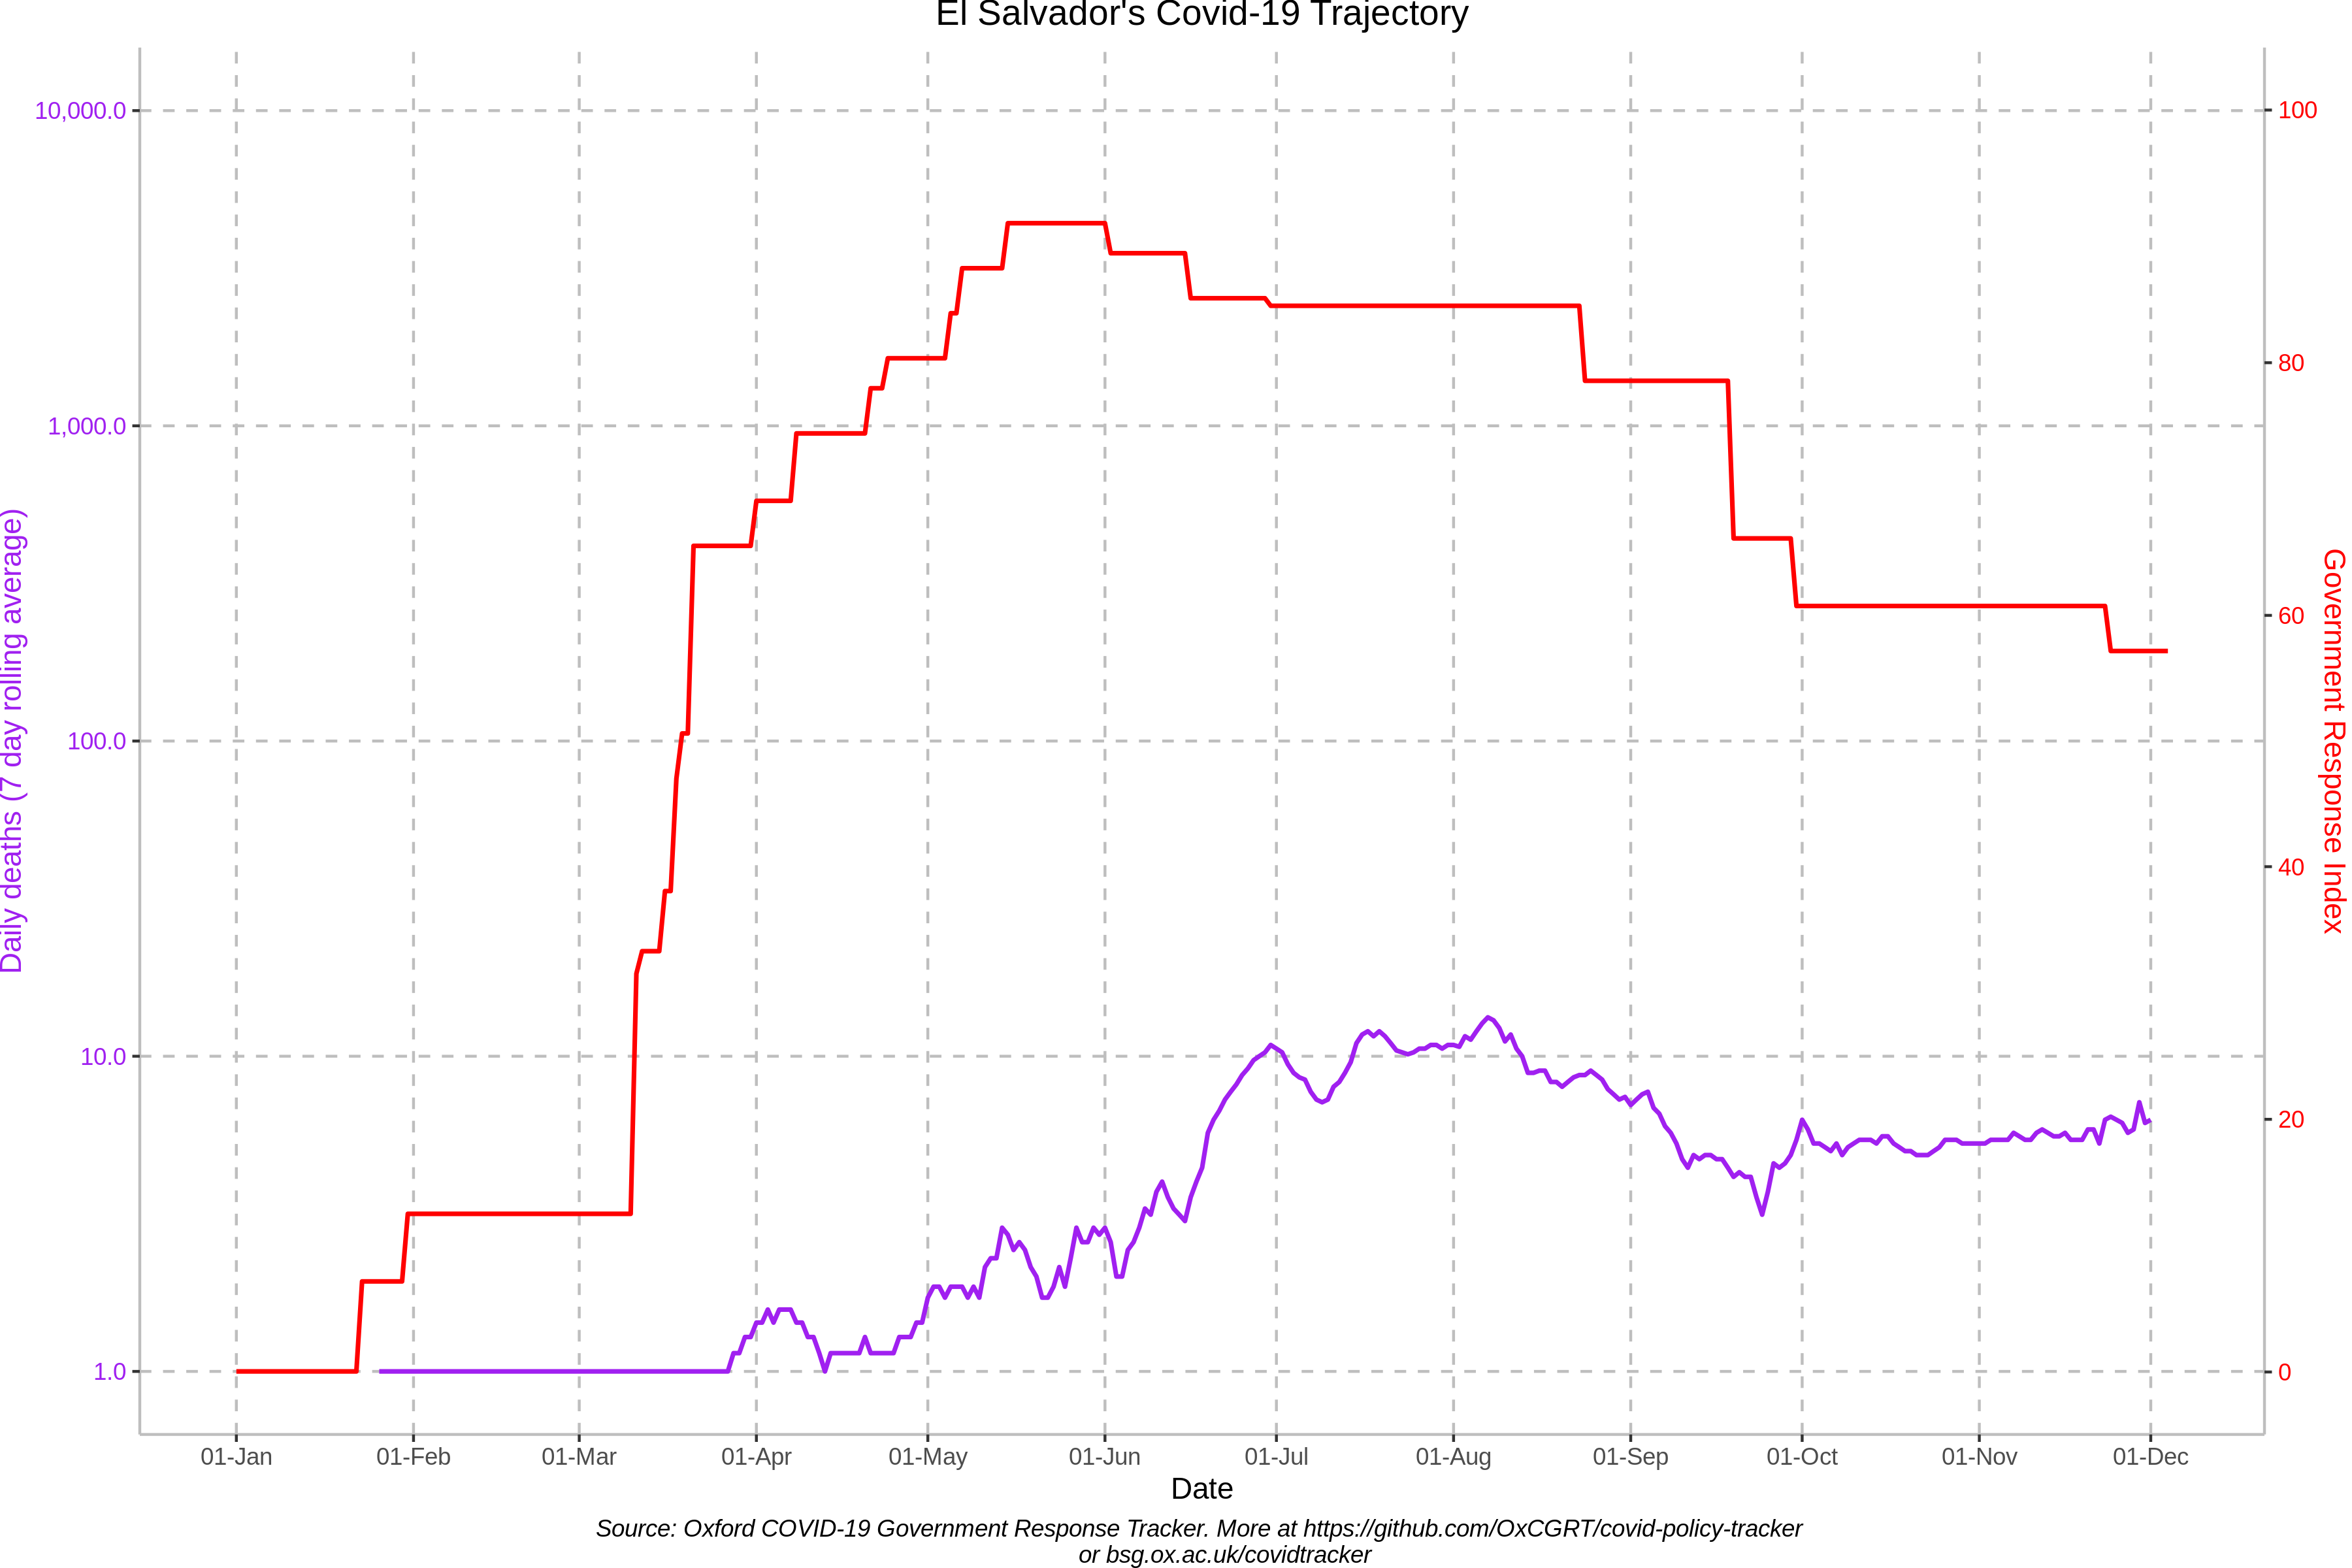 El Salvador's Covid-19 Trajectory
10,000.0
1,000.0
100.0
10.0
1.0
Daily deaths (7 day rolling average)
100
80
60
40
20
0
Government Response Index
01-Jan 01-Feb 01-Mar 01-Apr 01-May 01-Jun 01-Jul 01-Aug 01-Sep 01-Oct 01-Nov 01-Dec
Date
Source: Oxford COVID-19 Government Response Tracker. More at https://github.com/OxCGRT/covid-policy-tracker
or bsg.ox.ac.uk/covidtracker